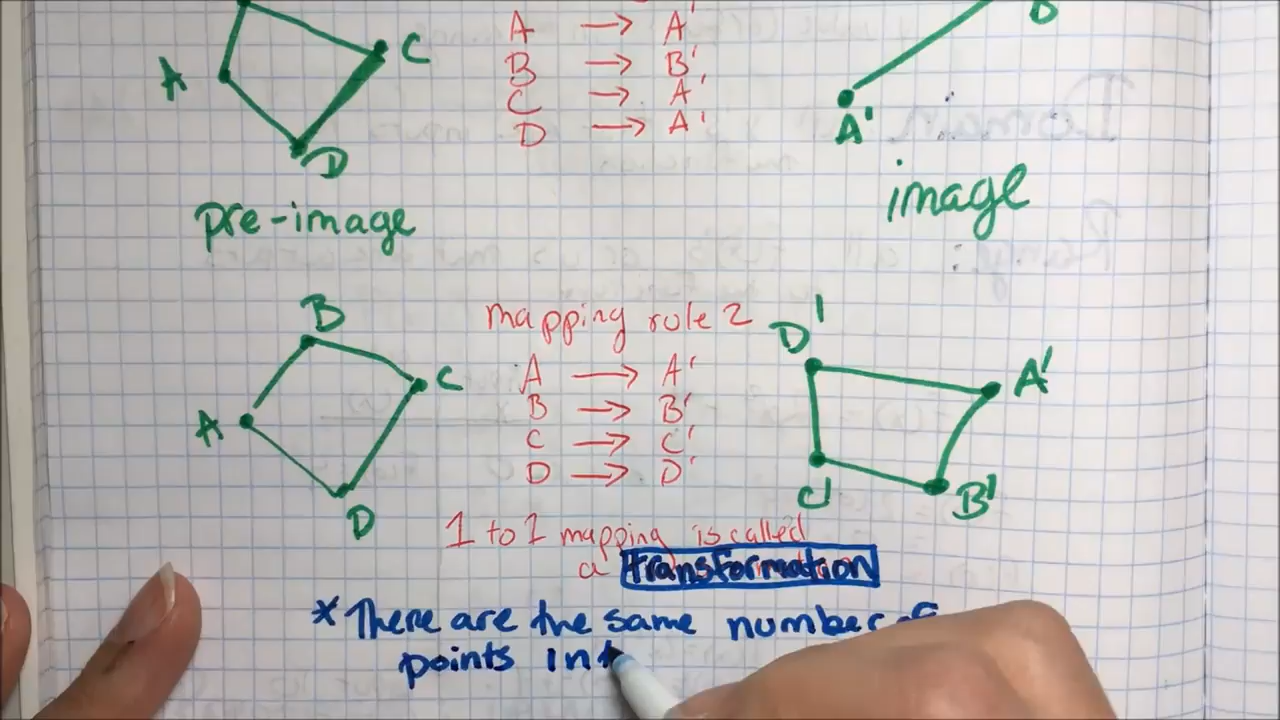 A → A'
B → B'
C → A'
D → A'
A
C
D
A'
B
pre-image
image
mapping rule 2
A → A'
B → B'
C → C'
D → D'
B
C
A
D
D'
A'
C'
B'
1 to 1 mapping is called
a transformation
* There are the same number of
points in